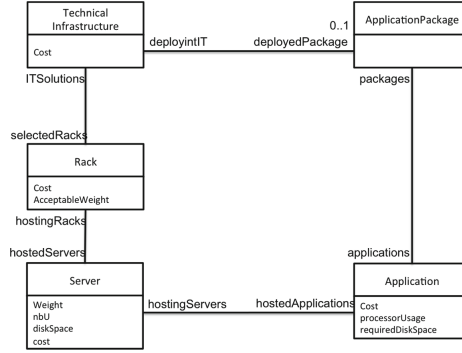 Technical
Infrastructure
Cost
0..1
ApplicationPackage
deployintIT
deployedPackage
ITSolutions
packages
selectedRacks
Rack
Cost
AcceptableWeight
hostingRacks
hostedServers
applications
Server
Weight
nbU
diskSpace
cost
hostingServers
hostedApplications
Application
Cost
processorUsage
requiredDiskSpace